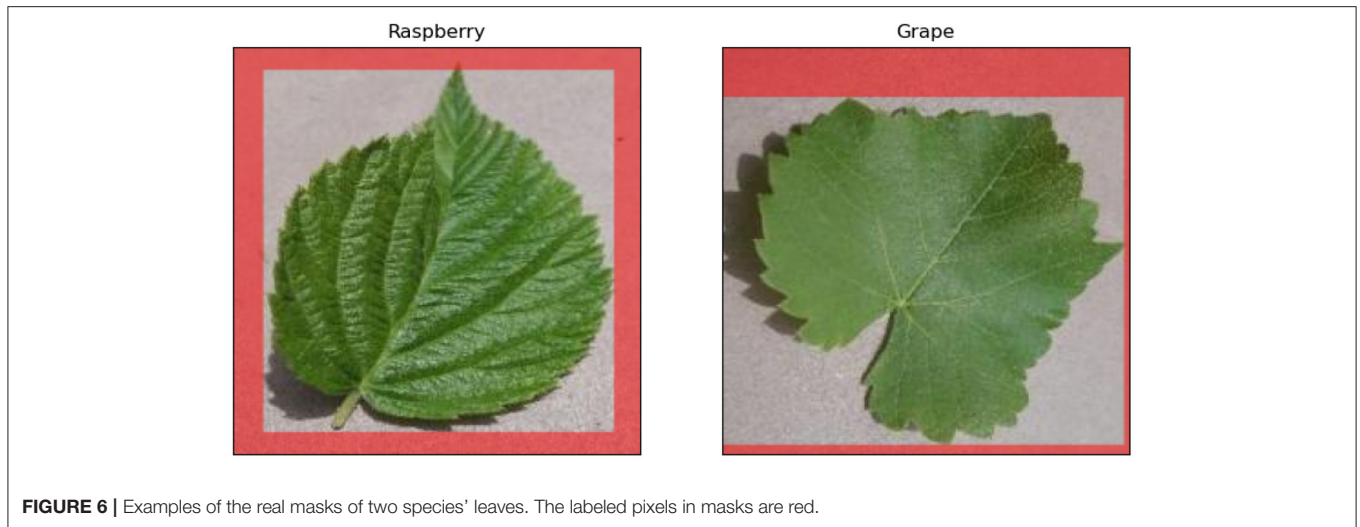 Raspberry
Grape
FIGURE 6 | Examples of the real masks of two species’ leaves. The labeled pixels in masks are red.